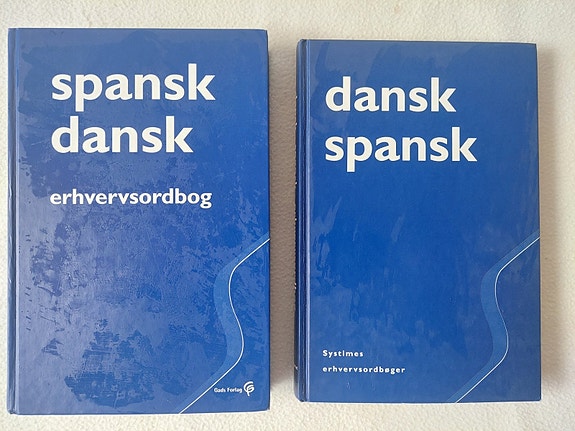 spansk
dansk
erhvervsordbog
Gads Forlag
dansk
spansk
Systimes
erhvervsordbøger